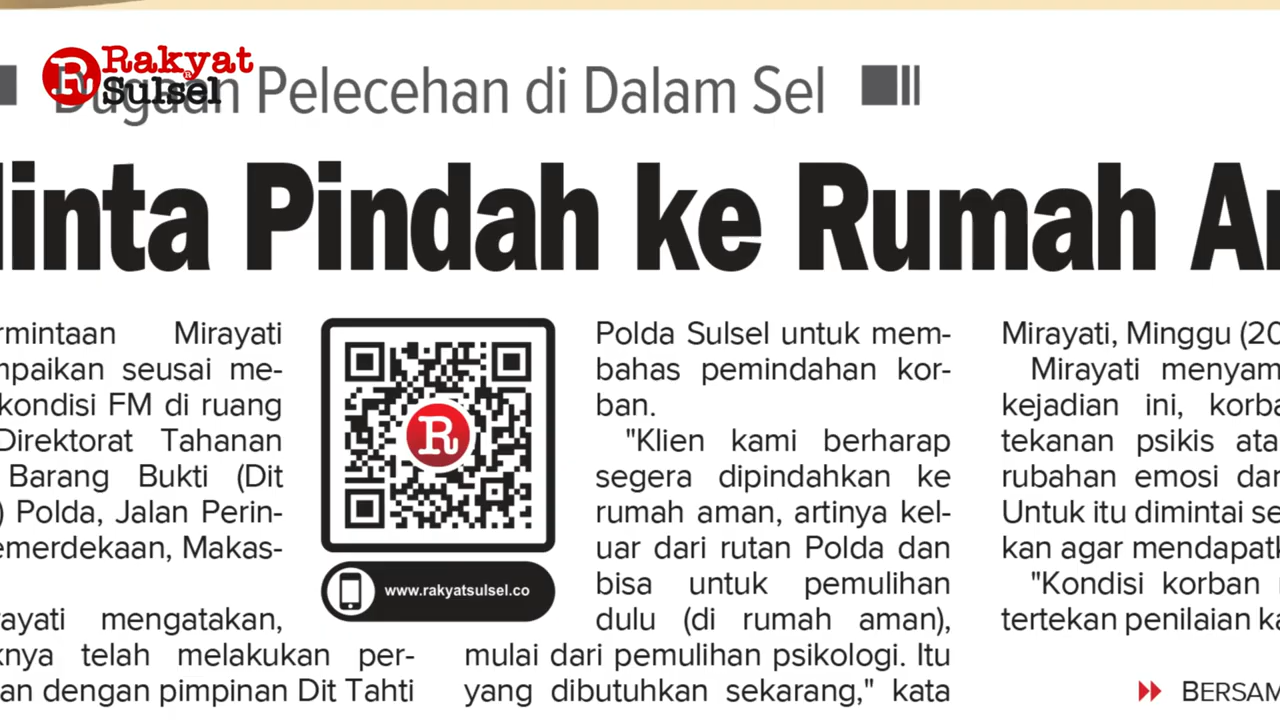 Rakyat
Sulsel
Dugaan Pelecehan di Dalam Sel
inta Pindah ke Rumah A
rmintaan Mirayati
mpaikan seusai me-
kondisi FM di ruang
Direktorat Tahanan
Barang Bukti (Dit
) Polda, Jalan Perin-
emerdekaan, Makas-
rayati mengatakan,
knya telah melakukan per-
an dengan pimpinan Dit Tahti
www.rakyatsulsel.co
Polda Sulsel untuk mem-
bahas pemindahan kor-
ban.
"Klien kami berharap
segera dipindahkan ke
rumah aman, artinya kel-
uar dari rutan Polda dan
bisa untuk pemulihan
dulu (di rumah aman),
mulai dari pemulihan psikologi. Itu
yang dibutuhkan sekarang," kata
Mirayati, Minggu (20
Mirayati menyam
kejadian ini, korba
tekanan psikis ata
rubahan emosi dan
Untuk itu dimintai se
kan agar mendapatk
"Kondisi korban
tertekan penilaian ka
BERSAM